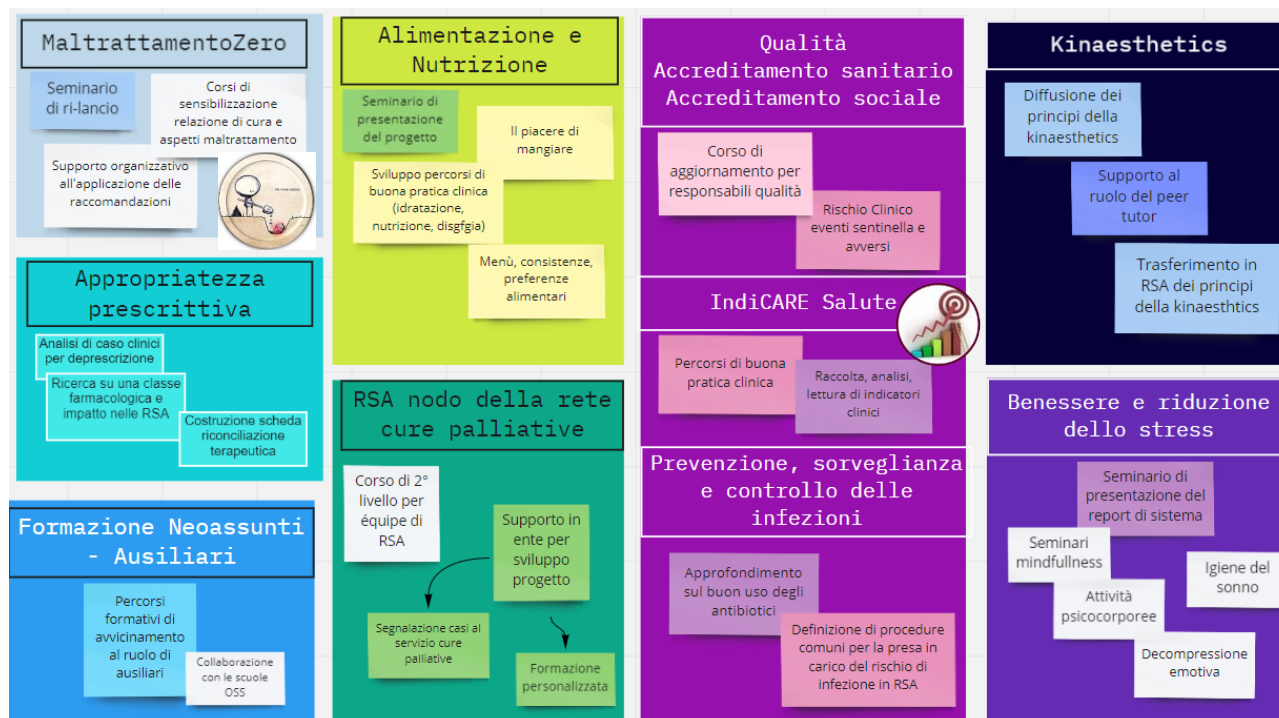 MaltrattamentoZero
Seminario
di ri-lancio
Corsi di
sensibilizzazione
relazione di cura e
aspetti maltrattamento
Supporto organizzativo
all'applicazione delle
raccomandazioni
Appropriatezza
prescrittiva
Analisi di caso clinici
per deprescrizione
Ricerca su una classe
farmacologica e
impatto nelle RSA
Costruzione scheda
riconciliazione
terapeutica
Formazione Neoassunti
- Ausiliari
Percorsi
formativi di
avvicinamento
al ruolo di
ausiliari
Collaborazione
con le scuole
OSS
Alimentazione e
Nutrizione
Seminario di
presentazione
del progetto
Il piacere di
mangiare
Sviluppo percorsi di
buona pratica clinica
(idratazione,
nutrizione, disgfgia)
Menù, consistenze,
preferenze
alimentari
RSA nodo della rete
cure palliative
Corso di 2°
livello per
équipe di
RSA
Supporto in
ente per
sviluppo
progetto
Segnalazione casi al
servizio cure
palliative
Formazione
personalizzata
Qualità
Accreditamento sanitario
Accreditamento sociale
Corso di
aggiornamento per
responsabili qualità
Rischio Clinico
eventi sentinella e
avversi
IndiCARE Salute
Percorsi di buona
pratica clinica
Raccolta, analisi,
lettura di indicatori
clinici
Prevenzione, sorveglianza
e controllo delle
infezioni
Approfondimento
sul buon uso degli
antibiotici
Definizione di procedure
comuni per la presa in
carico del rischio di
infezione in RSA
Kinaesthetics
Diffusione dei
principi della
kinaesthetics
Supporto al
ruolo del peer
tutor
Trasferimento in
RSA dei principi
della kinaesthtics
Benessere e riduzione
dello stress
Seminario di
presentazione del
report di sistema
Seminari
mindfullness
Igiene del
sonno
Attività
psicocorporee
Decompressione
emotiva